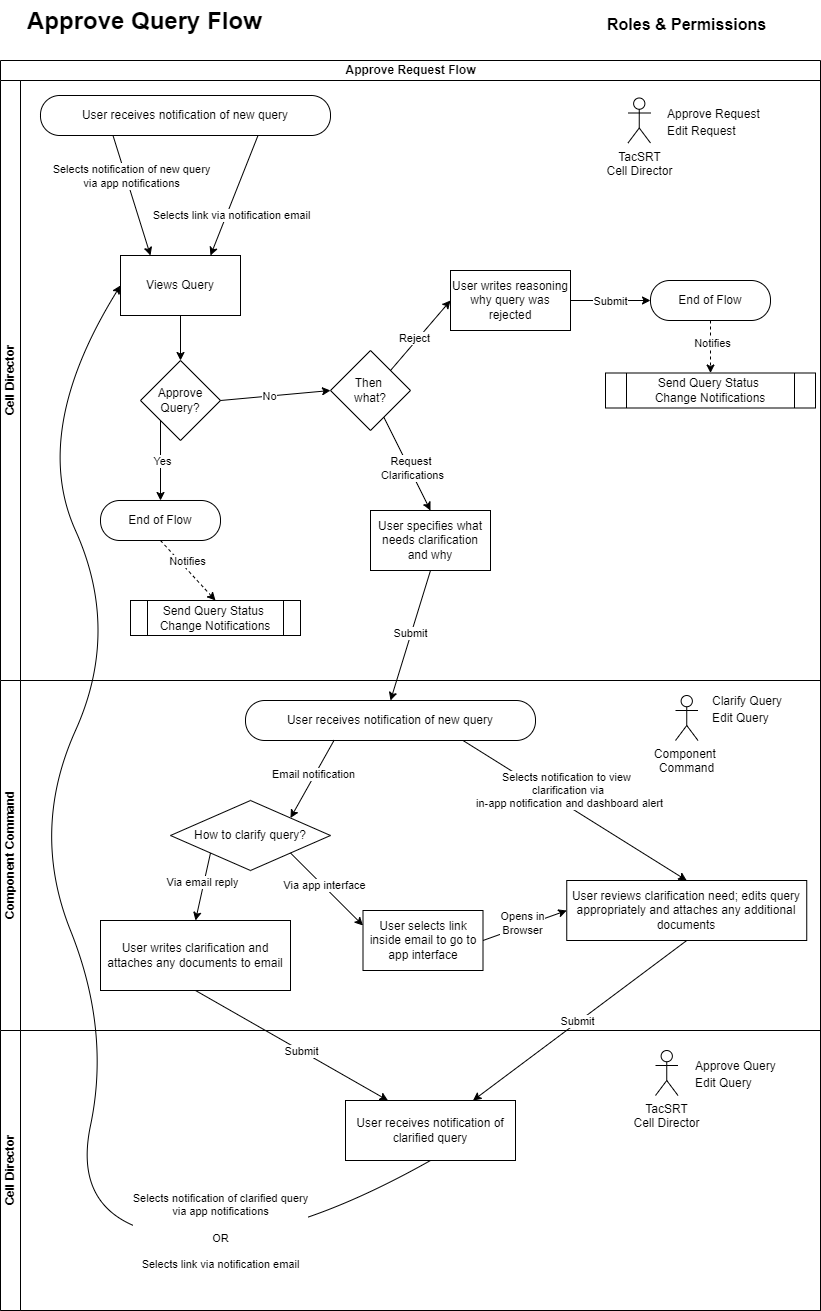 Approve Query Flow
Roles & Permissions
Approve Request Flow
Cell Director
User receives notification of new query
Approve Request
Edit Request
TacSRT
Cell Director
Selects notification of new query
via app notifications
Selects link via notification email
Views Query
User writes reasoning
why query was
rejected
Submit
End of Flow
Reject
Notifies
Approve
Query?
No
Then
what?
Send Query Status
Change Notifications
Yes
Request
Clarifications
End of Flow
User specifies what
needs clarification
and why
Notifies
Send Query Status
Change Notifications
Submit
Component Command
User receives notification of new query
Clarify Query
Edit Query
Component
Command
Email notification
Selects notification to view
clarification via
in-app notification and dashboard alert
How to clarify query?
Via email reply
Via app interface
User reviews clarification need; edits query
appropriately and attaches any additional
documents
User writes clarification and
attaches any documents to email
User selects link
inside email to go to
app interface
Opens in
Browser
Submit
Submit
Cell Director
Approve Query
Edit Query
TacSRT
Cell Director
User receives notification of
clarified query
Selects notification of clarified query
via app notifications
OR
Selects link via notification email